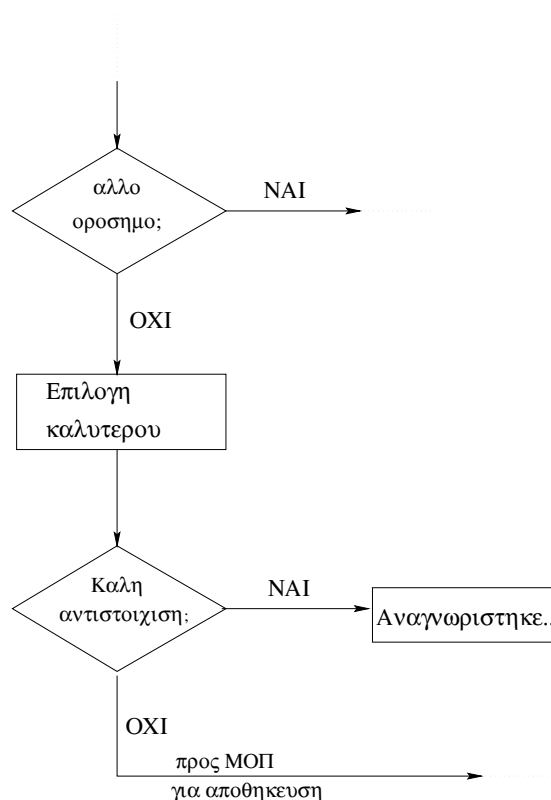 αλλο
οροσημο;
ΝΑΙ
ΟΧΙ
Επιλογη
καλυτερου
Καλη
αντιστοιχιση;
ΝΑΙ
Αναγνωριστηκε..
ΟΧΙ
προς ΜΟΠ
για αποθηκευση